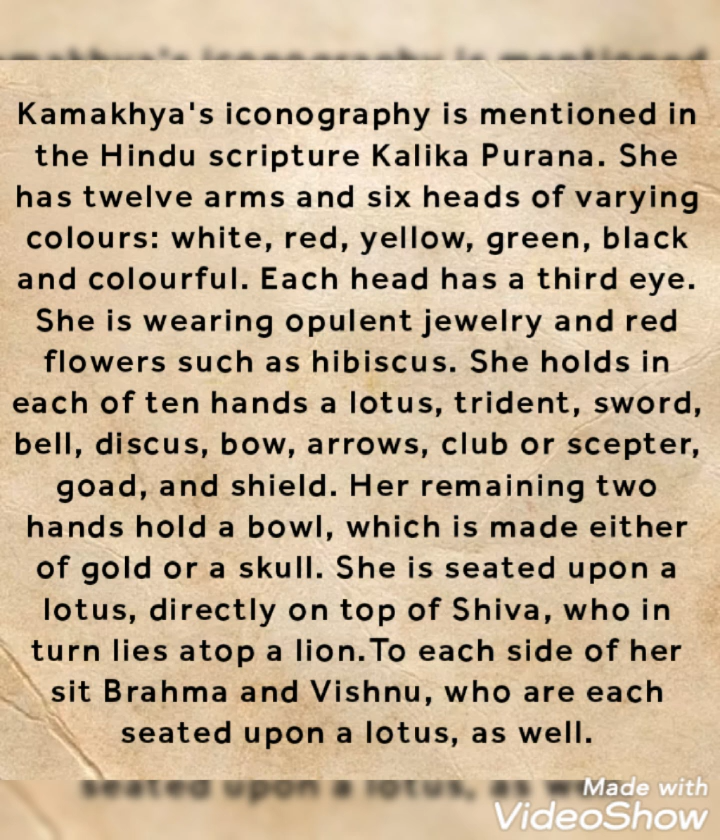 Kamakhya's iconography is mentioned in
the Hindu scripture Kalika Purana. She
has twelve arms and six heads of varying
colours: white, red, yellow, green, black
and colourful. Each head has a third eye.
She is wearing opulent jewelry and red
flowers such as hibiscus. She holds in
each of ten hands a lotus, trident, sword,
bell, discus, bow, arrows, club or scepter,
goad, and shield. Her remaining two
hands hold a bowl, which is made either
of gold or a skull. She is seated upon a
lotus, directly on top of Shiva, who in
turn lies atop a lion.To each side of her
sit Brahma and Vishnu, who are each
seated upon a lotus, as well.
Made with
VideoShow